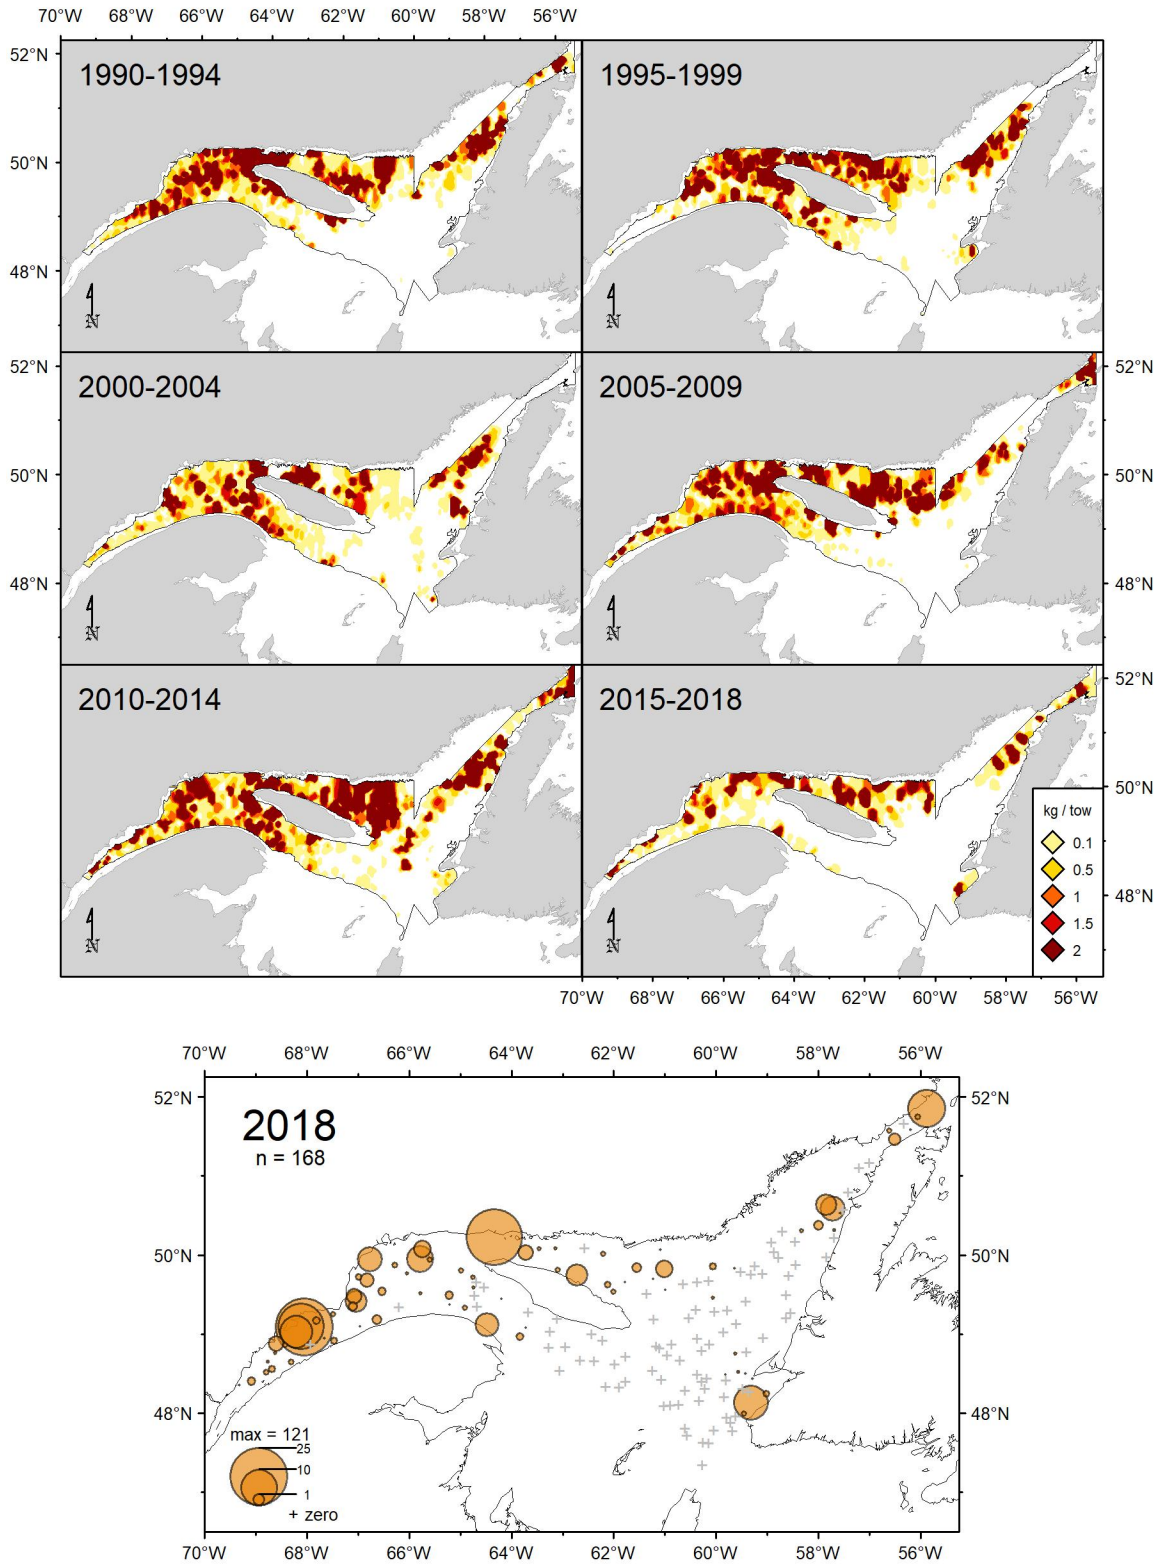 70°W 68°W 66°W 64°W 62°W 60°W 58°W 56°W
52°N
1990-1994
1995-1999
50°N
48°N
N
N
52°N
2000-2004
2005-2009
52°N
50°N
50°N
48°N
48°N
N
N
2010-2014
2015-2018
52°N
50°N
kg / tow
0.1
0.5
1
1.5
2
48°N
N
70°W 68°W 66°W 64°W 62°W 60°W 58°W 56°W
70°W 68°W 66°W 64°W 62°W 60°W 58°W 56°W
52°N
52°N
2018
n = 168
50°N
50°N
48°N
48°N
max = 121
25
10
1
+ zero
70°W 68°W 66°W 64°W 62°W 60°W 58°W 56°W